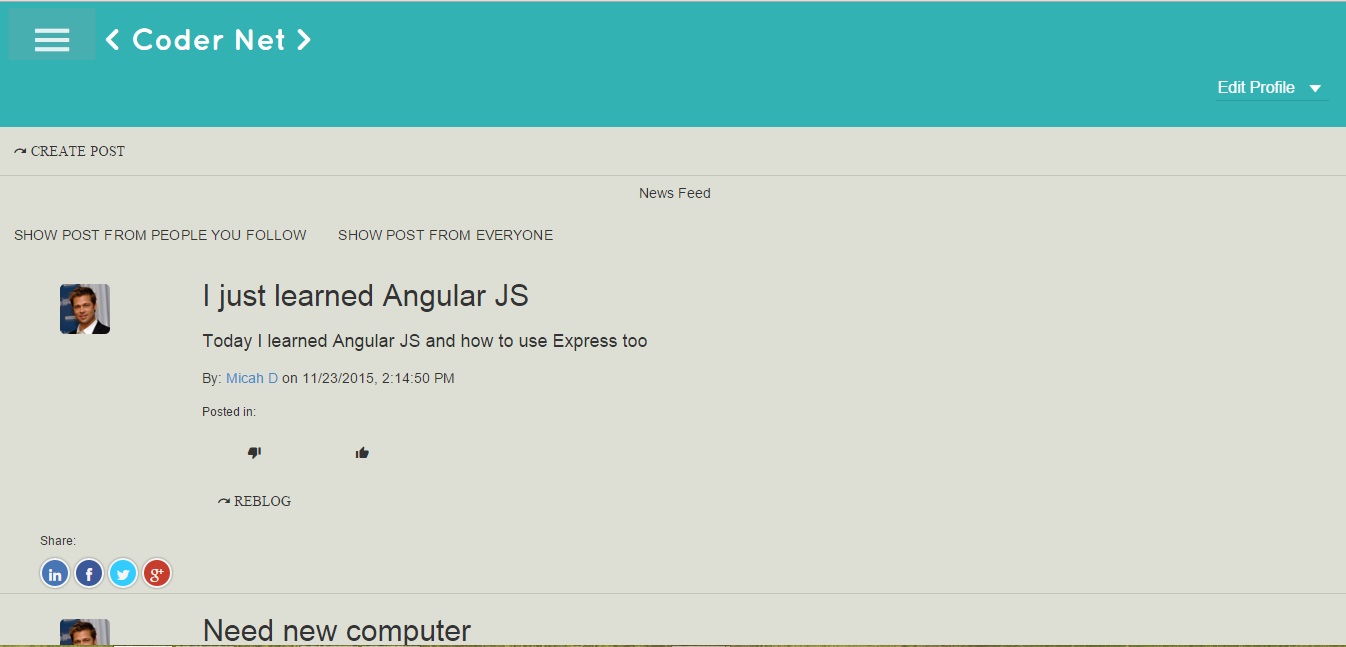 < Coder Net >
Edit Profile
CREATE POST
News Feed
SHOW POST FROM PEOPLE YOU FOLLOW SHOW POST FROM EVERYONE
I just learned Angular JS
Today I learned Angular JS and how to use Express too
By: Micah D on 11/23/2015, 2:14:50 PM
Posted in:
REBLOG
Share:
in f g+
Need new computer